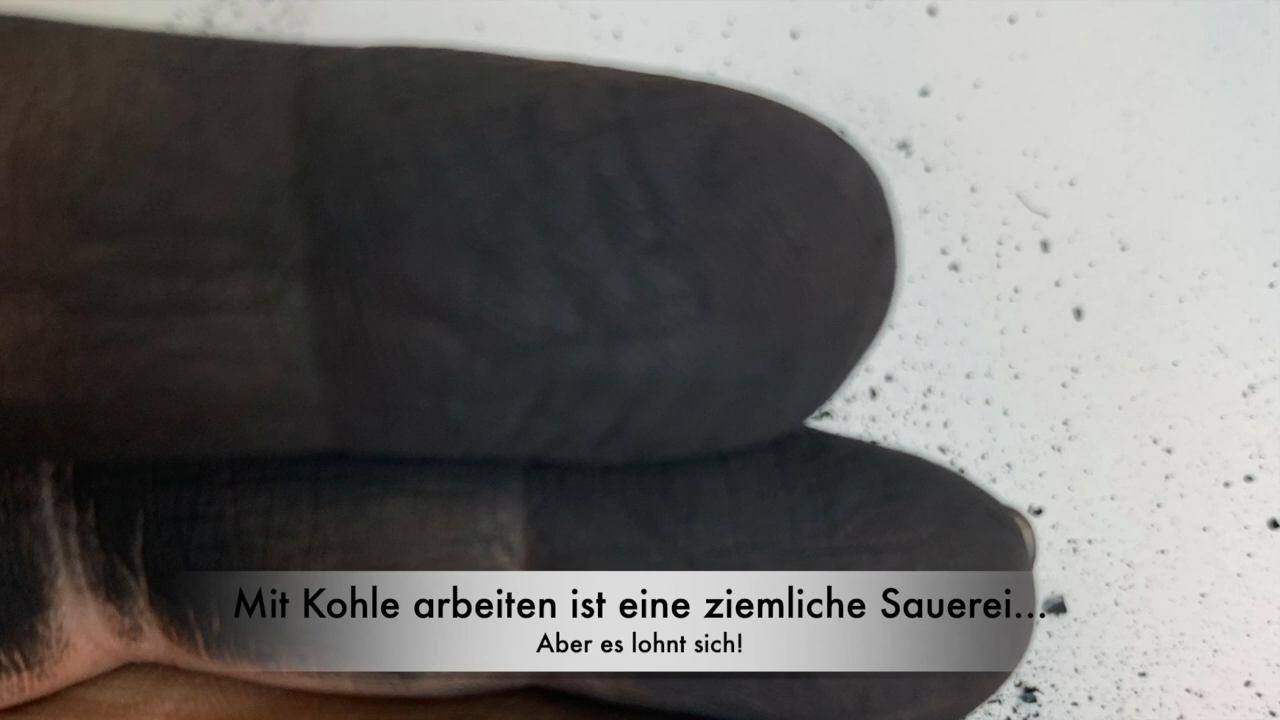 Mit Kohle arbeiten ist eine ziemliche Sauerei...
Aber es lohnt sich!